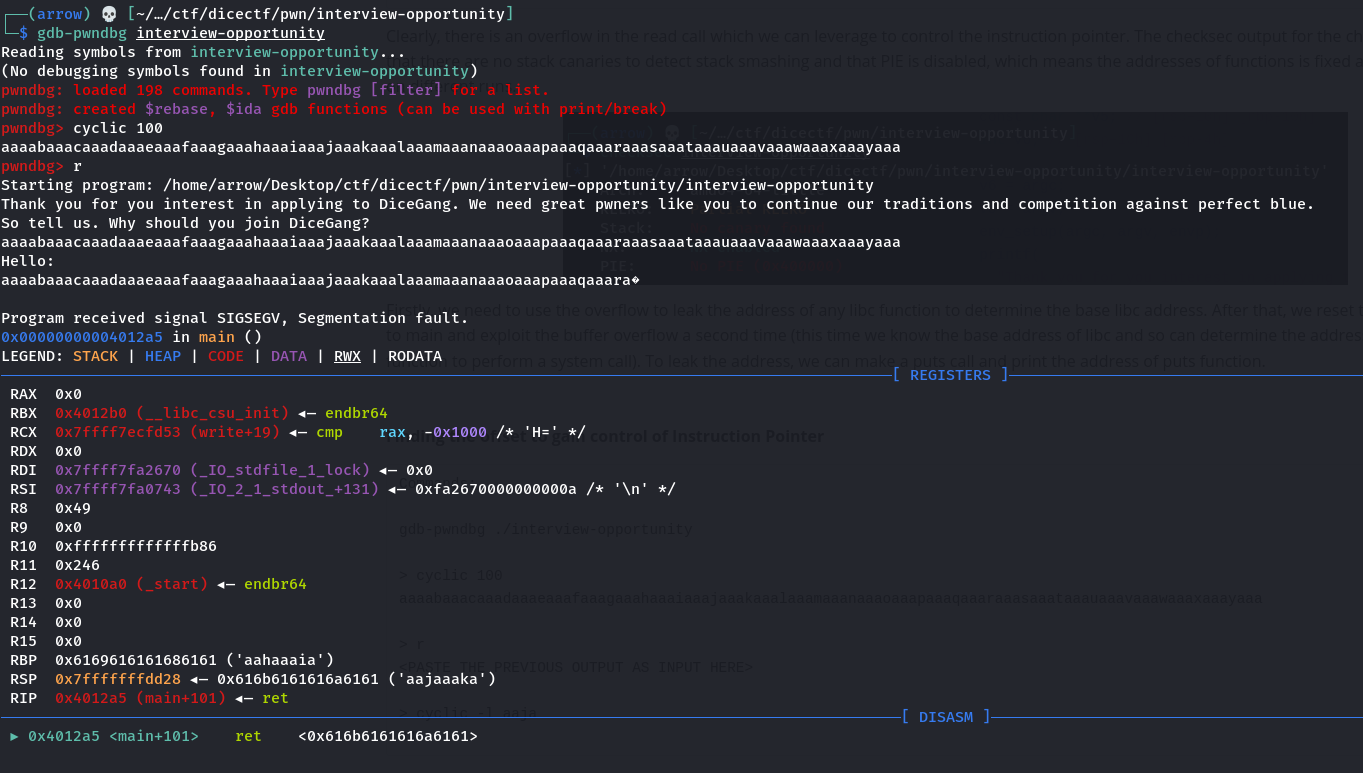 ┌──(arrow) 💀 [~/…/ctf/dicectf/pwn/interview-opportunity]
└─$ gdb-pwndbg interview-opportunity
Reading symbols from interview-opportunity...
(No debugging symbols found in interview-opportunity)
pwndbg: loaded 198 commands. Type pwndbg [filter] for a list.
pwndbg: created $rebase, $ida gdb functions (can be used with print/break)
pwndbg> cyclic 100
aaaabaaacaaadaaaeaaafaaagaaahaaaiaaajaaakaaalaaamaaanaaaoaaapaaaqaaaraaasaaataaauaaavaaawaaaxaaayaaa
pwndbg> r
Starting program: /home/arrow/Desktop/ctf/dicectf/pwn/interview-opportunity/interview-opportunity
Thank you for you interest in applying to DiceGang. We need great pwners like you to continue our traditions and competition against perfect blue.
So tell us. Why should you join DiceGang?
aaaabaaacaaadaaaeaaafaaagaaahaaaiaaajaaakaaalaaamaaanaaaoaaapaaaqaaaraaasaaataaauaaavaaawaaaxaaayaaa
Hello:
aaaabaaacaaadaaaeaaafaaagaaahaaaiaaajaaakaaalaaamaaanaaaoaaapaaaqaaara�
Program received signal SIGSEGV, Segmentation fault.
0x00000000004012a5 in main ()
LEGEND: STACK | HEAP | CODE | DATA | RWX | RODATA
[ REGISTERS ]
RAX  0x0
RBX  0x4012b0 (__libc_csu_init) ◂— endbr64
RCX  0x7ffff7ecfd53 (write+19) ◂— cmp    rax, -0x1000 /* 'H=' */
RDX  0x0
RDI  0x7ffff7fa2670 (_IO_stdfile_1_lock) ◂— 0x0
RSI  0x7ffff7fa0743 (_IO_2_1_stdout_+131) ◂— 0xfa2670000000000a /* '\n' */
R8   0x49
R9   0x0
R10  0xfffffffffffffb86
R11  0x246
R12  0x4010a0 (_start) ◂— endbr64
R13  0x0
R14  0x0
R15  0x0
RBP  0x6169616161686161 ('aahaaaia')
RSP  0x7fffffffdd28 ◂— 0x616b6161616a6161 ('aajaaaka')
RIP  0x4012a5 (main+101) ◂— ret
[ DISASM ]
► 0x4012a5 <main+101>    ret    <0x616b6161616a6161>